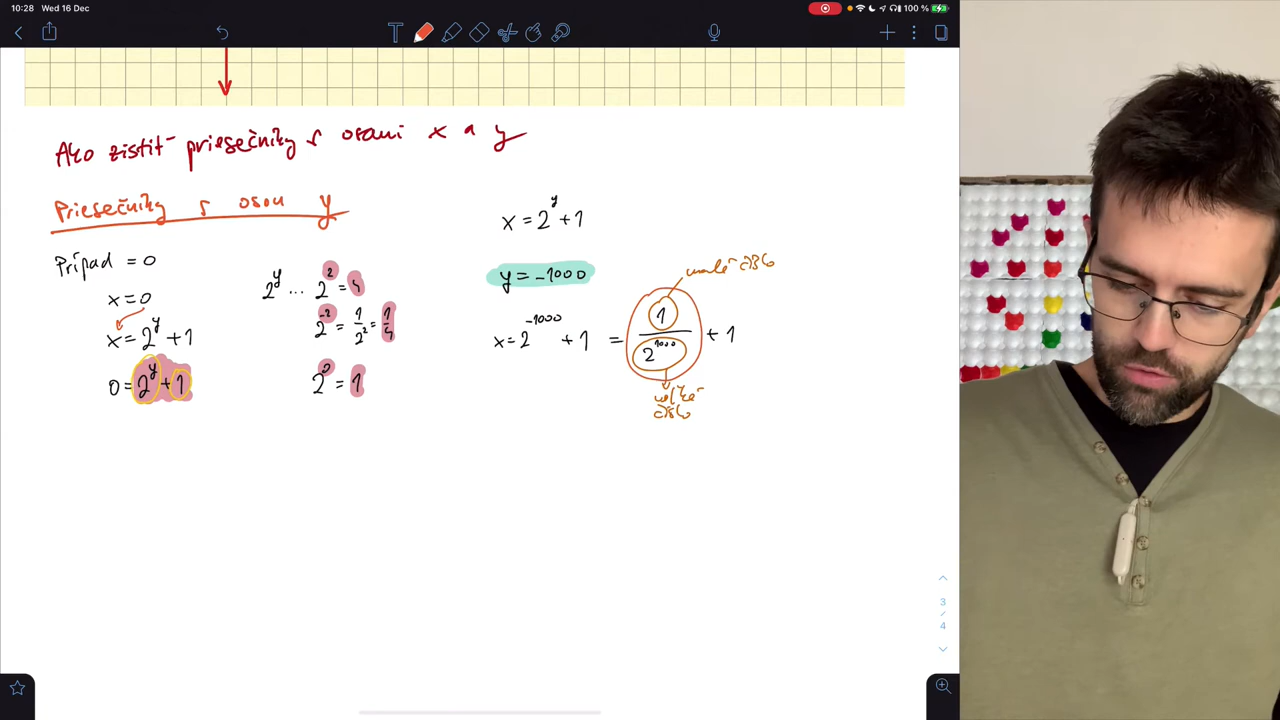 10:28 Wed 16 Dec
100 %
T
Ako zistiť priesečníky s osami x a y
Priesečníky s osou y
Prípad = 0
x = 0
x = 2^y + 1
0 = 2^y + 1
2^y ... 2^2 = 4
2^-2 = 1/2^2 = 1/4
2^0 = 1
x = 2^y + 1
y = -1000
x = 2^-1000 + 1 = 1/2^1000 + 1
malé číslo
veľké
číslo
3
/
4